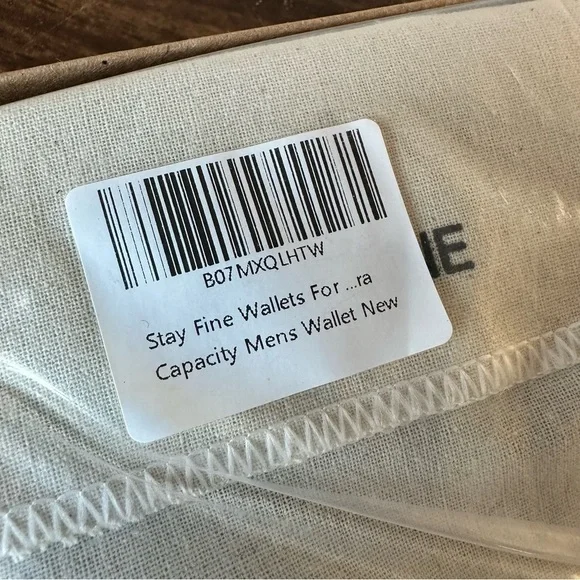 B07MXQLHTW
Stay Fine Wallets For ...ra
Capacity Mens Wallet New
NE